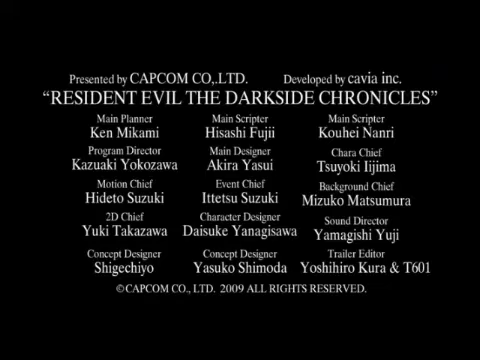 Presented by CAPCOM CO,.LTD. Developed by cavia inc.
“RESIDENT EVIL THE DARKSIDE CHRONICLES”
Main Planner Main Scripter Main Scripter
Ken Mikami Hisashi Fujii Kouhei Nanri
Program Director Main Designer Chara Chief
Kazuaki Yokozawa Akira Yasui Tsuyoki Iijima
Motion Chief Event Chief Background Chief
Hideto Suzuki Ittetsu Suzuki Mizuko Matsumura
2D Chief Character Designer Sound Director
Yuki Takazawa Daisuke Yanagisawa Yamagishi Yuji
Concept Designer Concept Designer Trailer Editor
Shigechiyo Yasuko Shimoda Yoshihiro Kura & T601
©CAPCOM CO., LTD. 2009 ALL RIGHTS RESERVED.